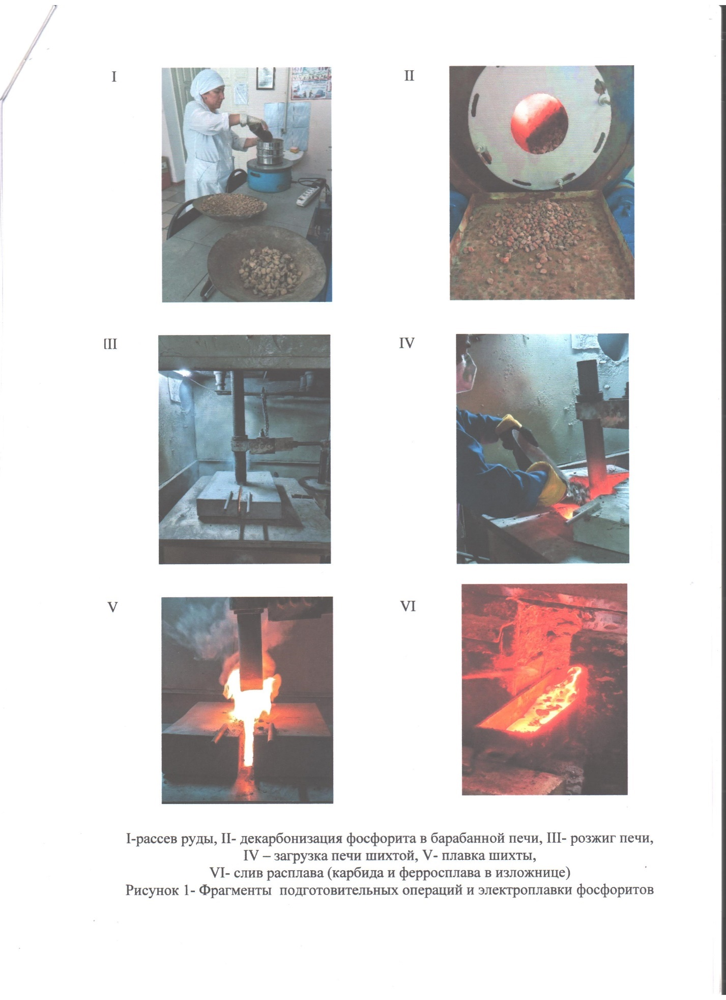 I
II
III
IV
V
VI
I-рассев руды, II- декарбонизация фосфорита в барабанной печи, III- розжиг печи,
IV – загрузка печи шихтой, V- плавка шихты,
VI- слив расплава (карбида и ферросплава в изложнице)
Рисунок 1- Фрагменты подготовительных операций и электроплавки фосфоритов